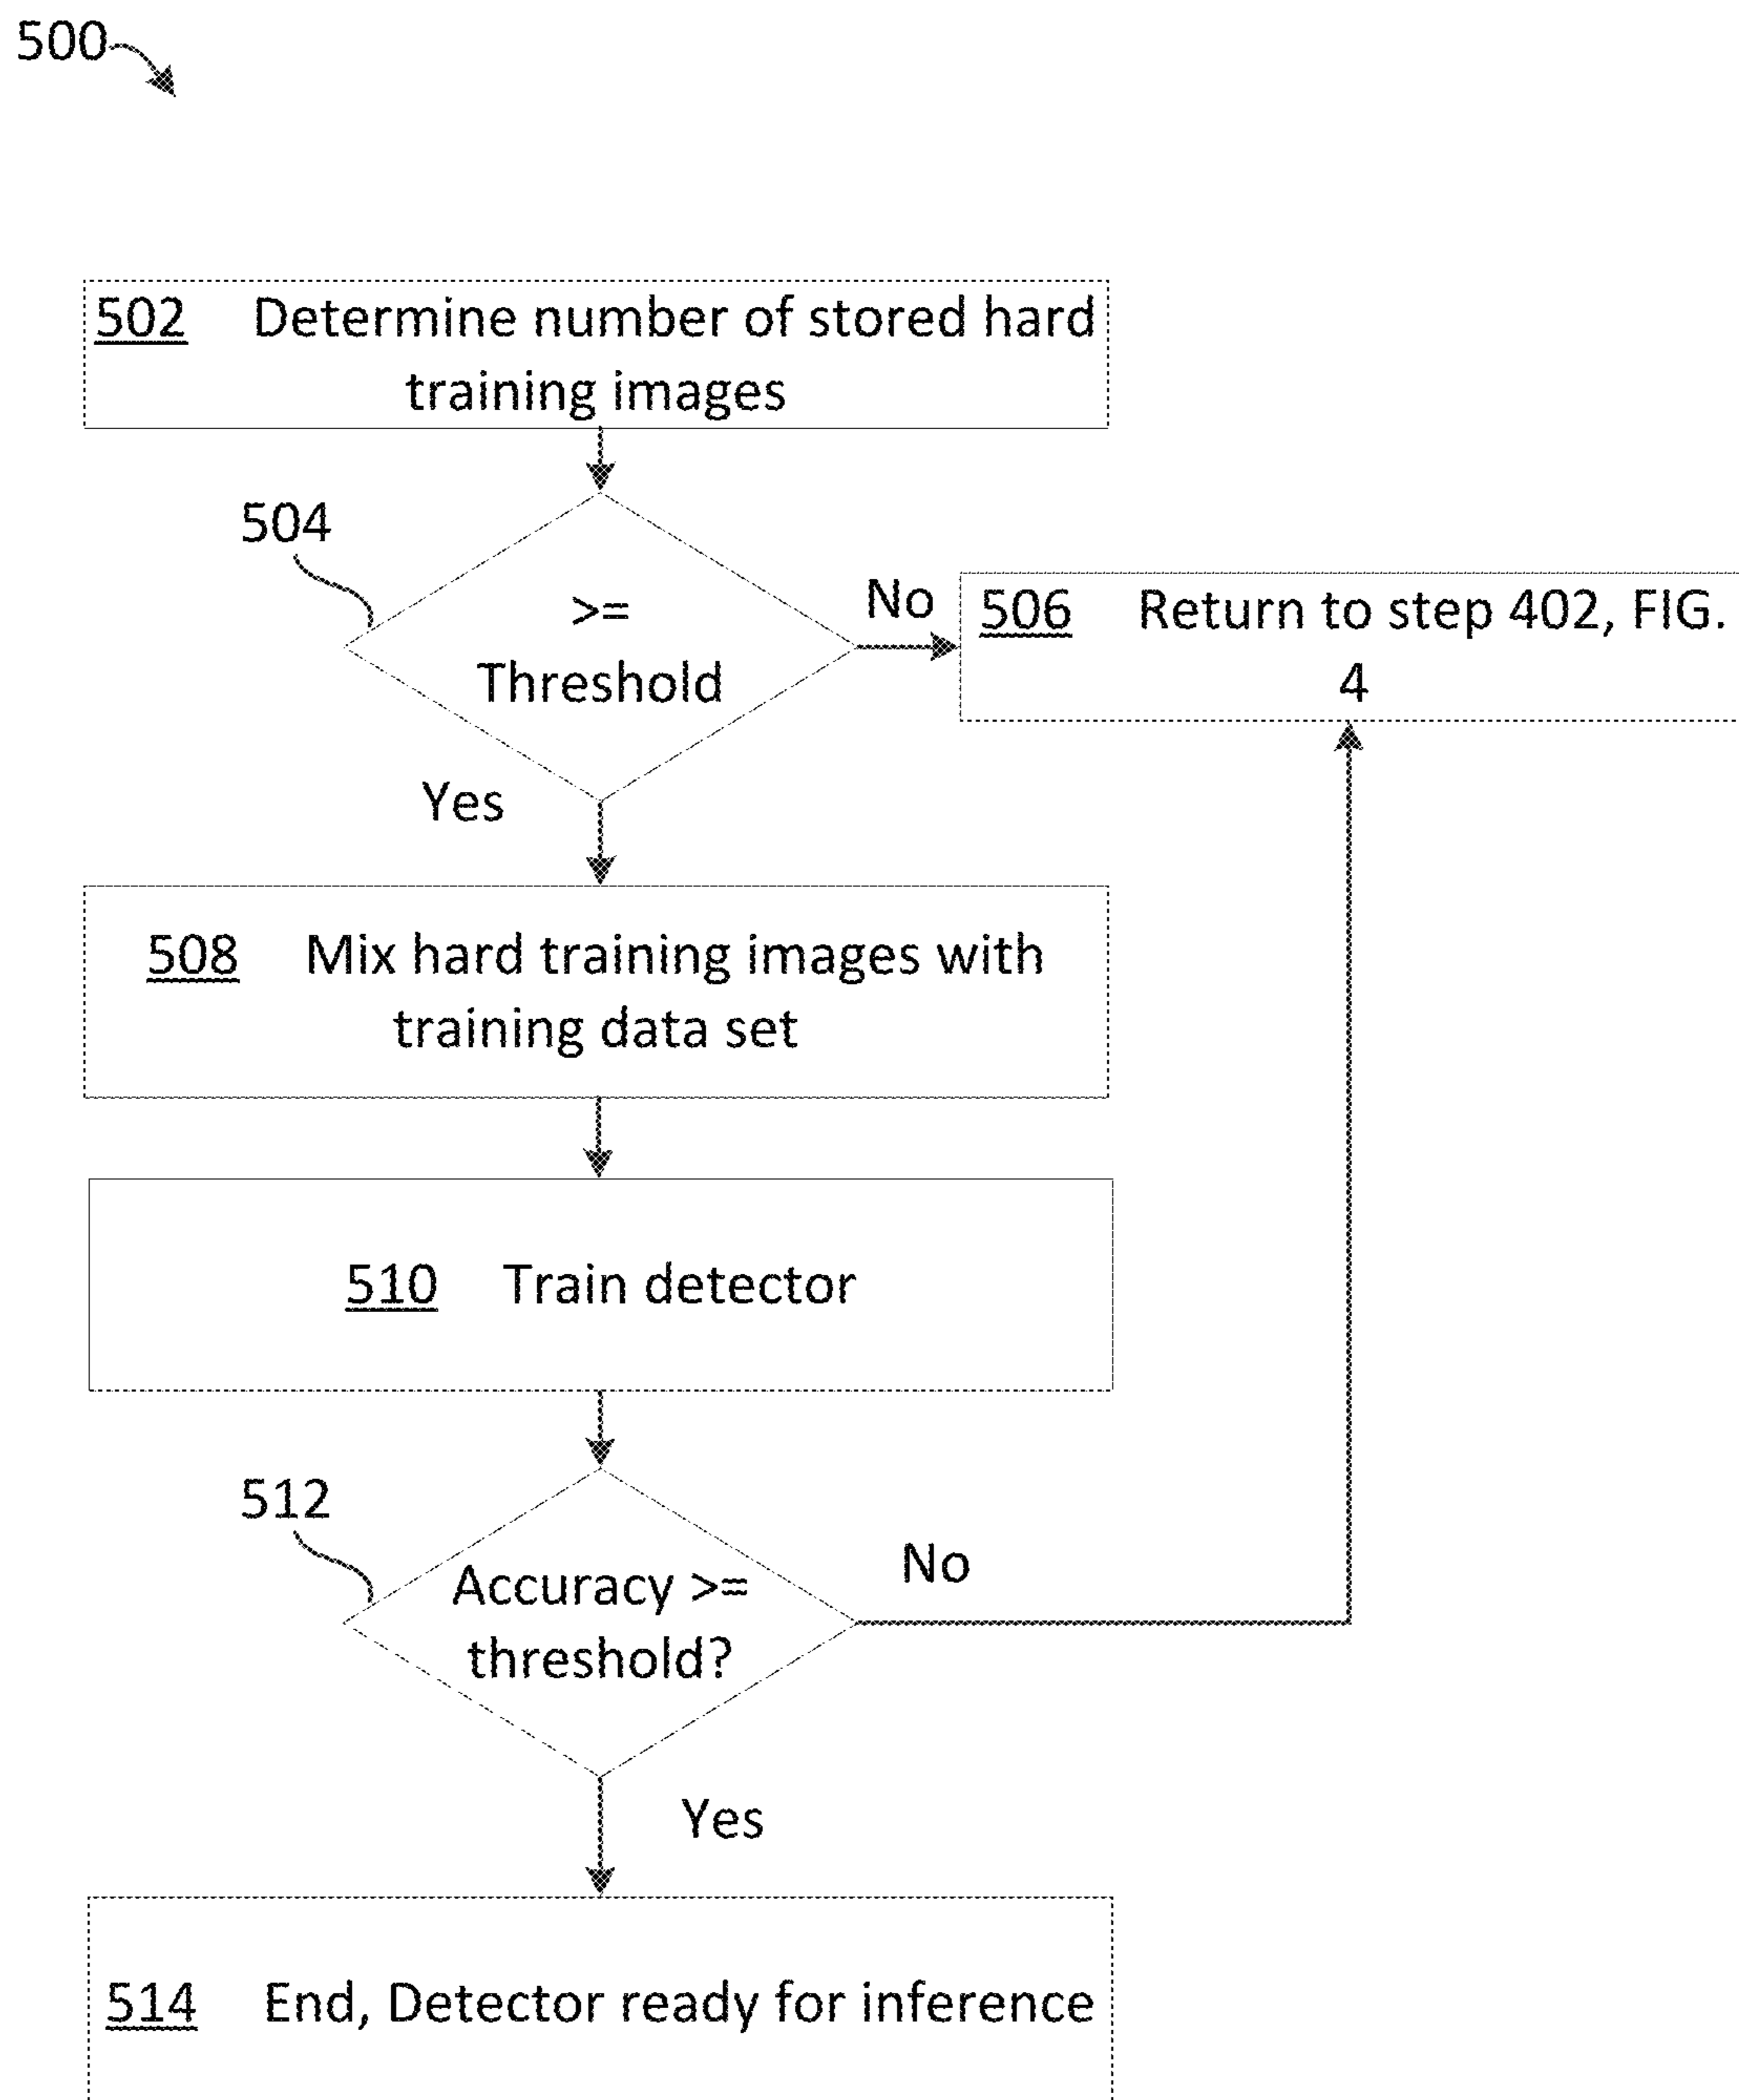 500
502 Determine number of stored hard
training images
504
>=
Threshold
No
506 Return to step 402, FIG.
4
Yes
508 Mix hard training images with
training data set
510 Train detector
512
Accuracy >=
threshold?
No
Yes
514 End, Detector ready for inference